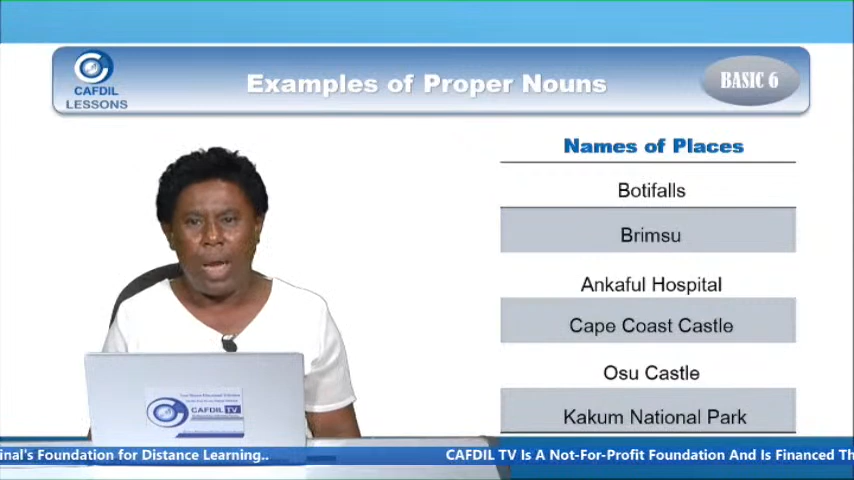 CAFDIL
LESSONS
Examples of Proper Nouns
BASIC 6
Names of Places
Botifalls
Brimsu
Ankaful Hospital
Cape Coast Castle
Osu Castle
Kakum National Park
CAFDIL TV
inal's Foundation for Distance Learning..
CAFDIL TV Is A Not-For-Profit Foundation And Is Financed Th